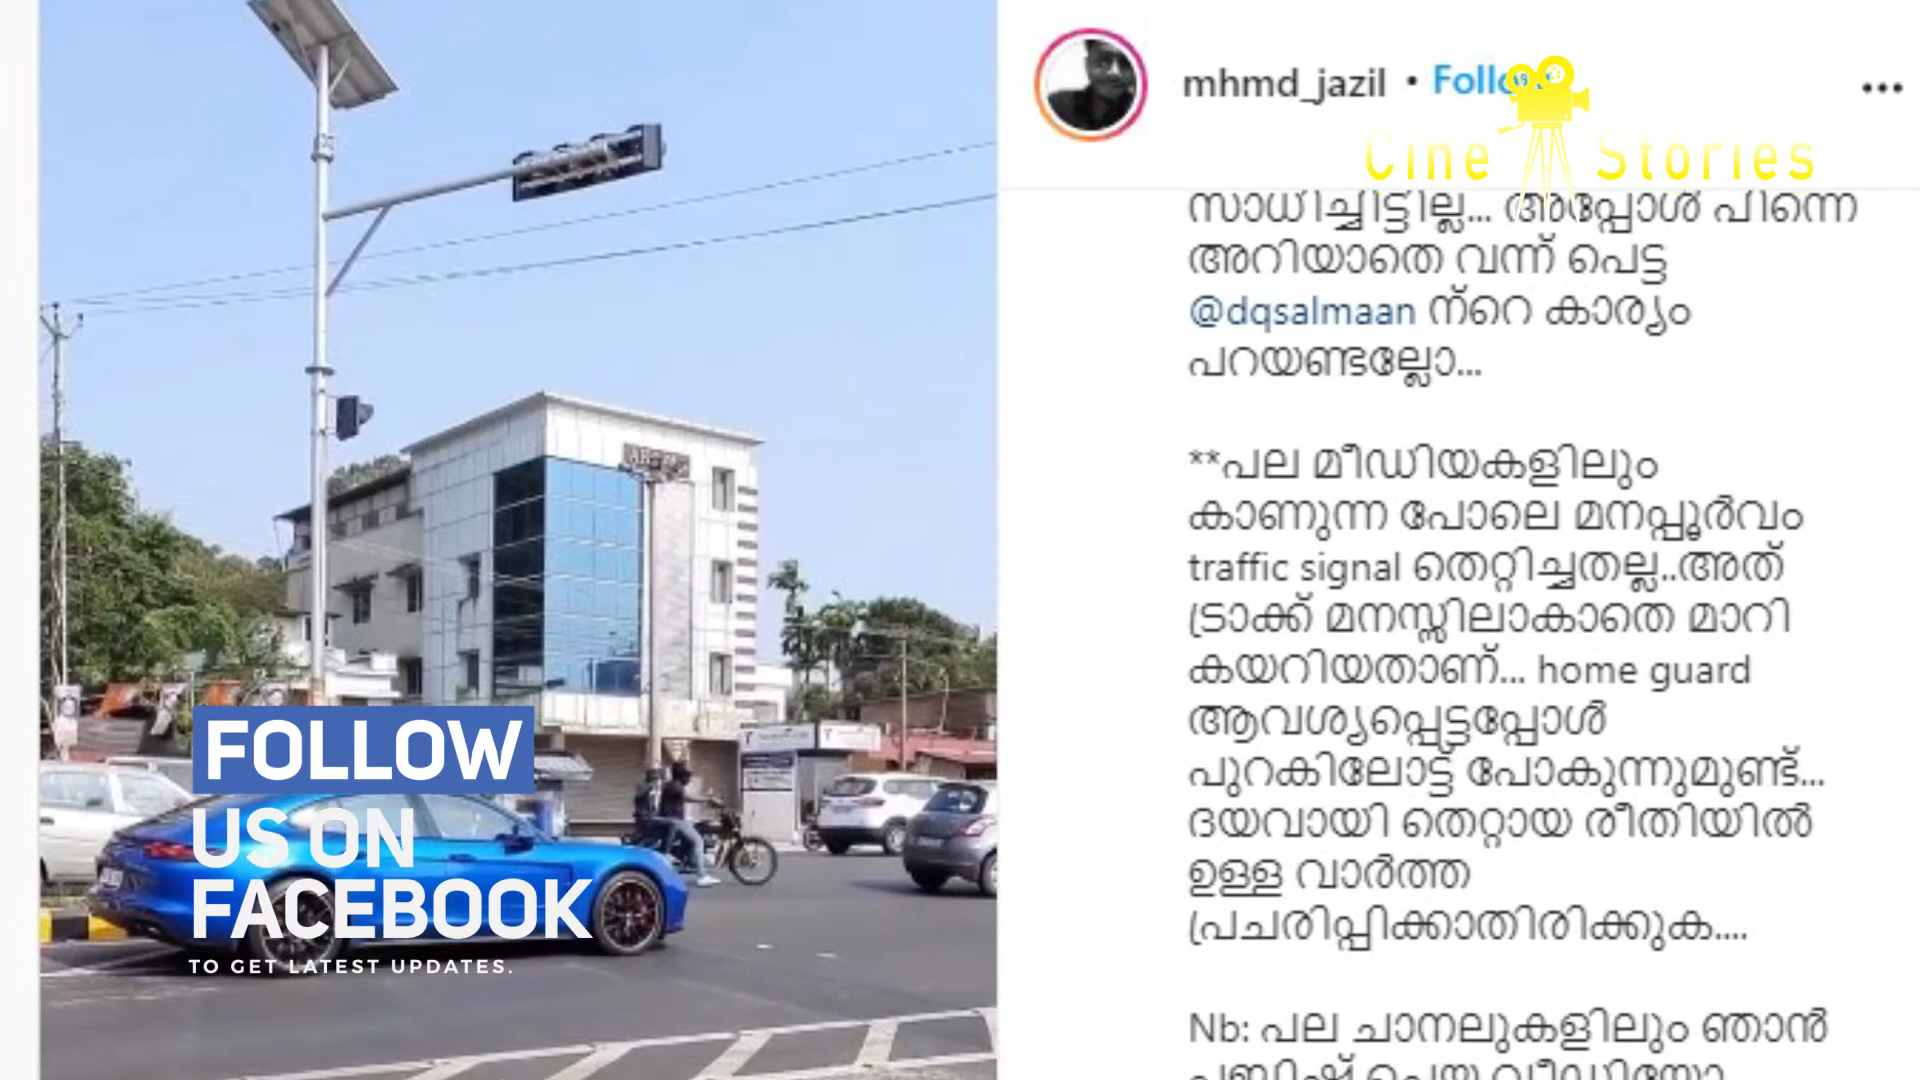 mhmd_jazil •
Cine Stories
സാധിച്ചിട്ടില്ല... അപ്പോൾ പിന്നെ
അറിയാതെ വന്ന് പെട്ട
@dqsalmaan ന്റെ കാര്യം
പറയണ്ടല്ലോ...
**പല മീഡിയകളിലും
കാണുന്ന പോലെ മനപ്പൂർവം
traffic signal തെറ്റിച്ചതല്ല..അത്
ട്രാക്ക് മനസ്സിലാകാതെ മാറി
കയറിയതാണ്... home guard
ആവശ്യപ്പെട്ടപ്പോൾ
പുറകിലോട്ട് പോകുന്നുമുണ്ട്...
ദയവായി തെറ്റായ രീതിയിൽ
ഉള്ള വാർത്ത
പ്രചരിപ്പിക്കാതിരിക്കുക....
Nb: പല ചാനലുകളിലും ഞാൻ
FOLLOW
US ON
FACEBOOK
TO GET LATEST UPDATES.